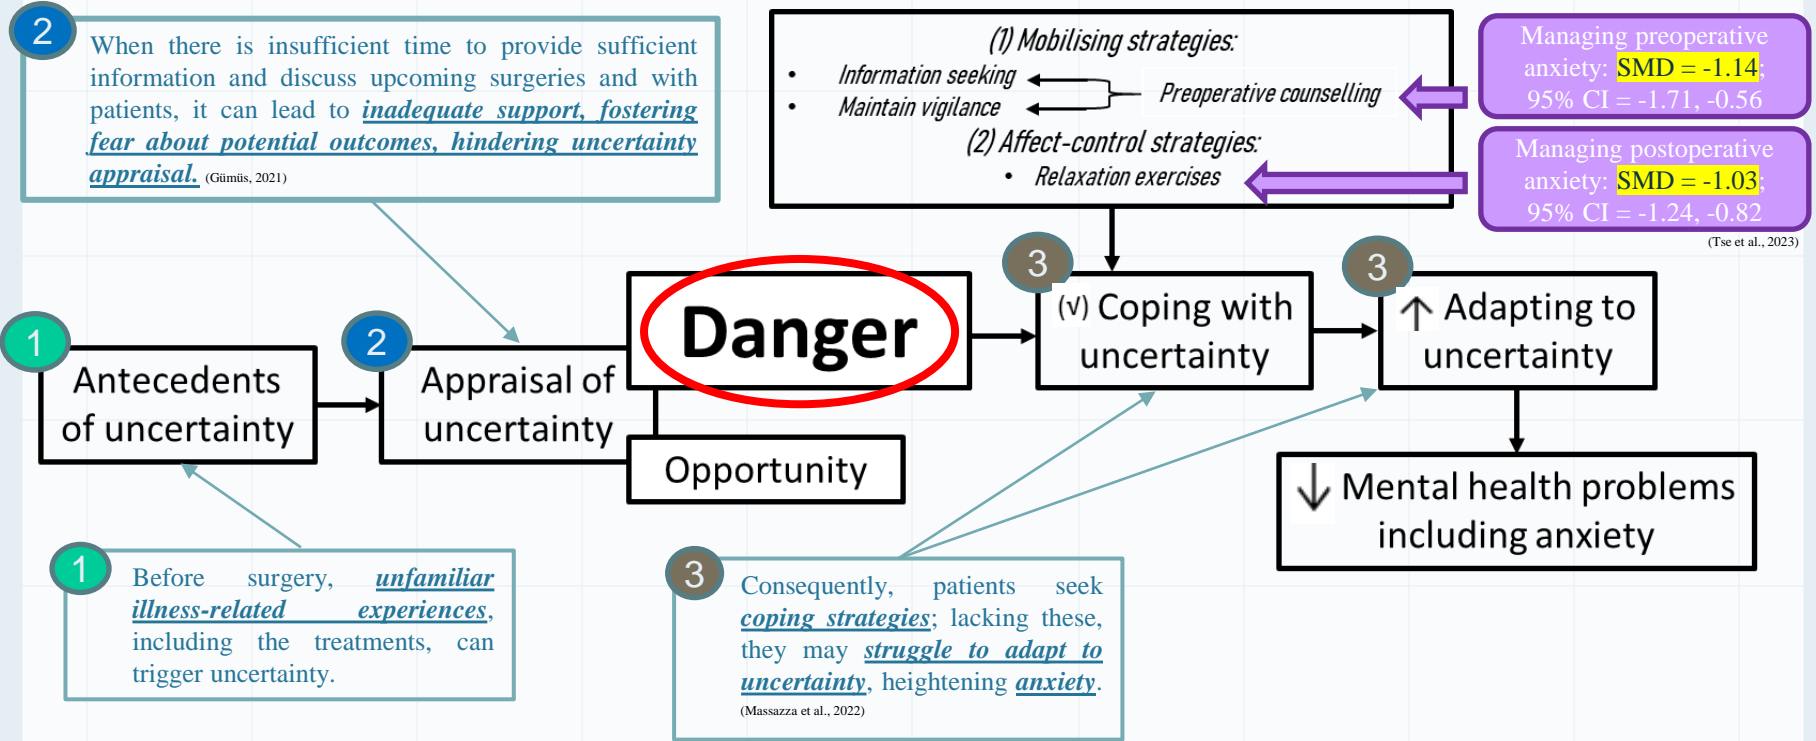 2
When there is insufficient time to provide sufficient
information and discuss upcoming surgeries and with
patients, it can lead to inadequate support, fostering
fear about potential outcomes, hindering uncertainty
appraisal. (Gümüs, 2021)
(1) Mobilising strategies:
• Information seeking
• Maintain vigilance
Preoperative counselling
(2) Affect-control strategies:
• Relaxation exercises
Managing preoperative
anxiety: SMD = -1.14;
95% CI = -1.71, -0.56
Managing postoperative
anxiety: SMD = -1.03;
95% CI = -1.24, -0.82
(Tse et al., 2023)
1
Antecedents
of uncertainty
2
Appraisal of
uncertainty
Danger
Opportunity
3
(√) Coping with
uncertainty
3
↑ Adapting to
uncertainty
↓ Mental health problems
including anxiety
1
Before surgery, unfamiliar
illness-related experiences,
including the treatments, can
trigger uncertainty.
3
Consequently, patients seek
coping strategies; lacking these,
they may struggle to adapt to
uncertainty, heightening anxiety.
(Massazza et al., 2022)